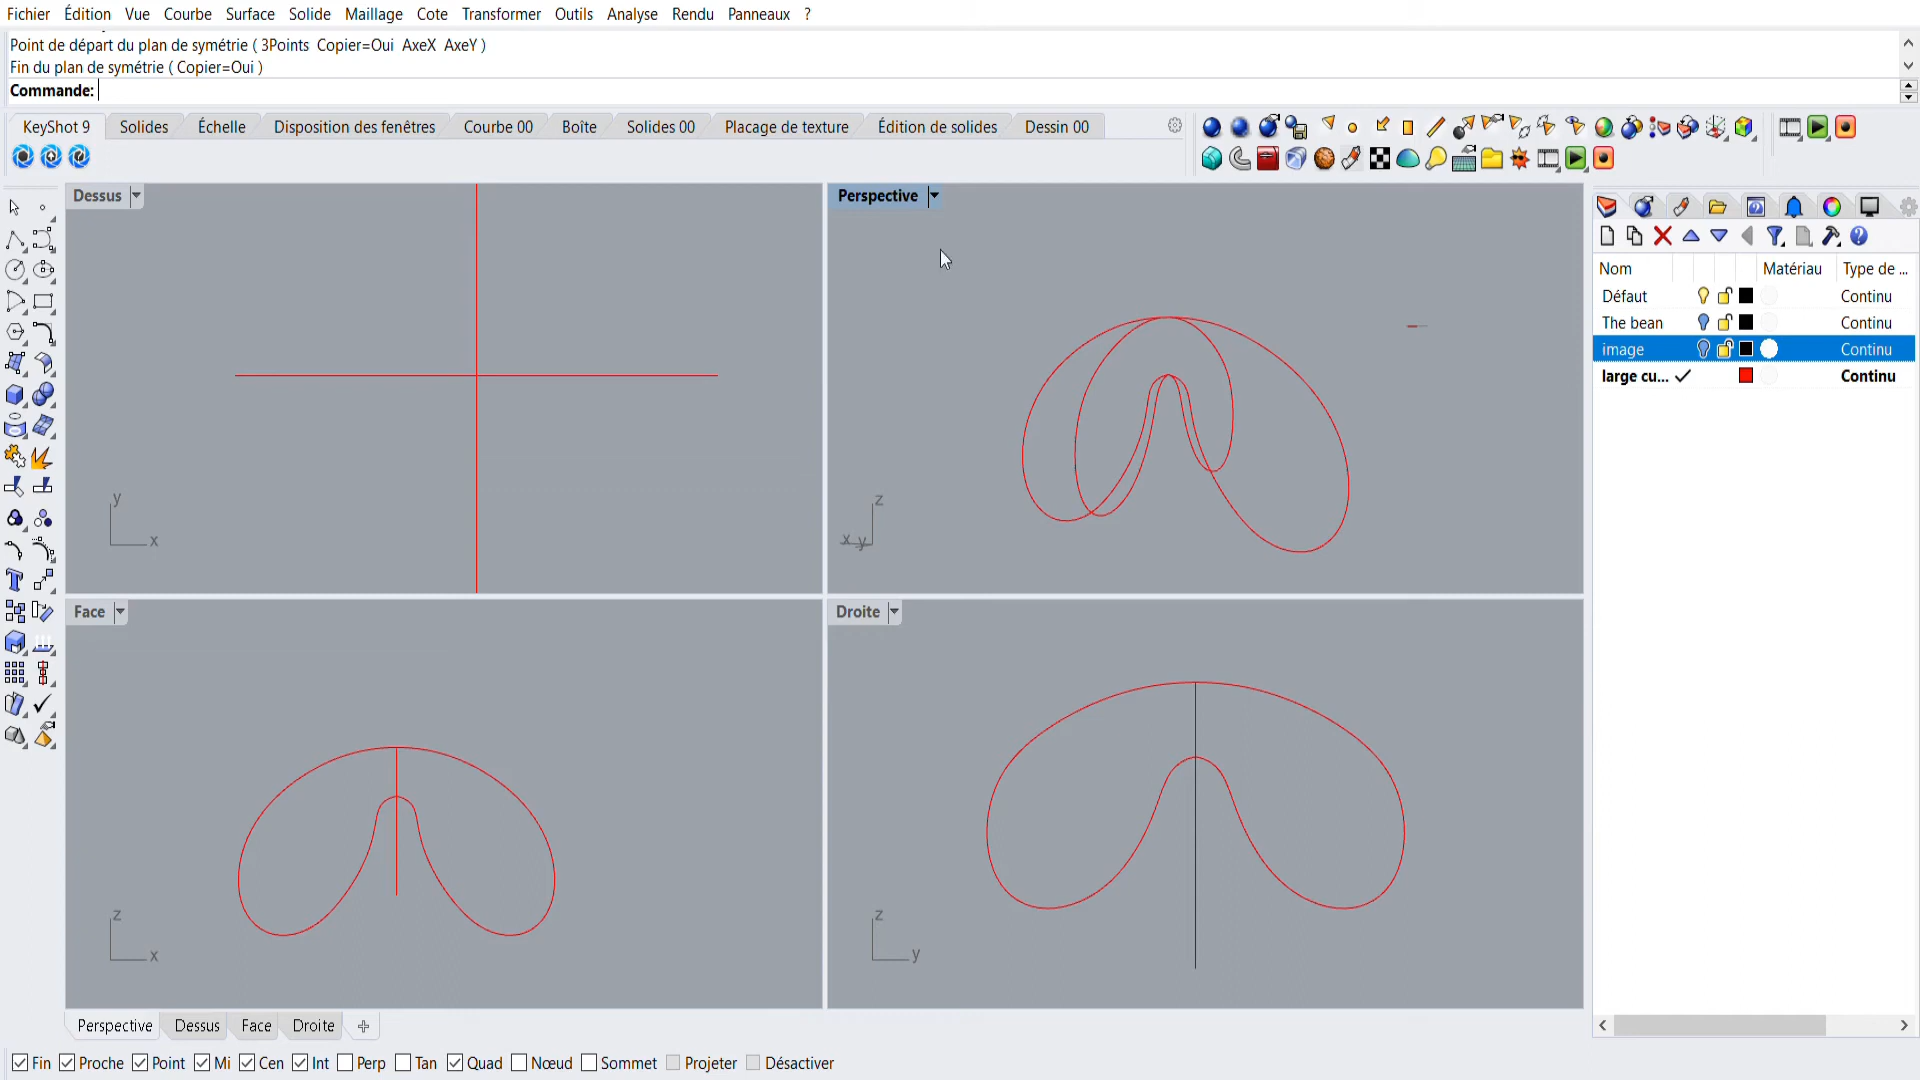 Fichier Édition Vue Courbe Surface Solide Maillage Cote Transformer Outils Analyse Rendu Panneaux ?
Point de départ du plan de symétrie ( 3Points Copier=Oui AxeX AxeY )
Fin du plan de symétrie ( Copier=Oui )
Commande:
KeyShot 9 Solides Échelle Disposition des fenêtres Courbe 00 Boîte Solides 00 Placage de texture Édition de solides Dessin 00
Dessus
y
x
Perspective
z
x y
Face
z
x
Droite
z
y
Nom Matériau Type de ...
Défaut Continu
The bean Continu
image Continu
large cu... Continu
Perspective Dessus Face Droite
Fin Proche Point Mi Cen Int Perp Tan Quad Nœud Sommet Projeter Désactiver